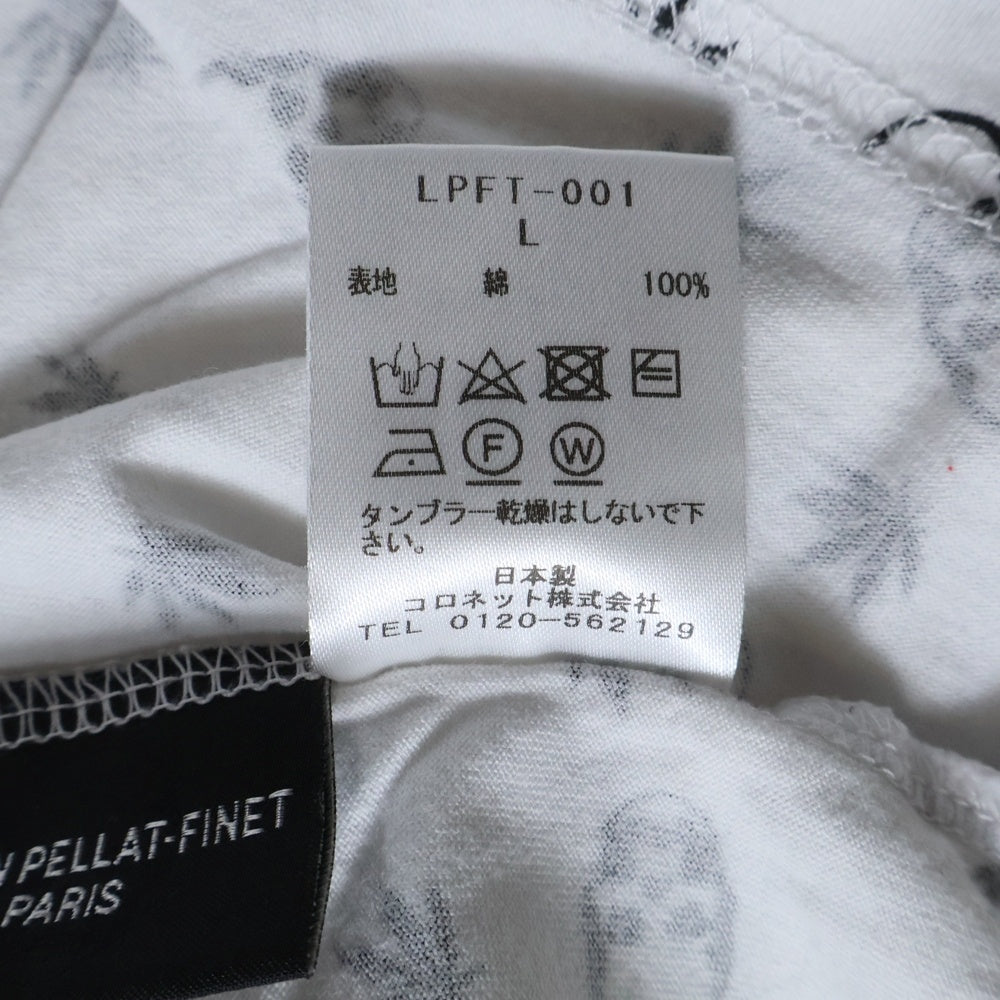 LPFT-001
L
表地 綿 100%
F W
タンブラー乾燥はしないで下
さい。
日本製
コロネット株式会社
TEL 0120-562129
PELLAT-FINET
PARIS